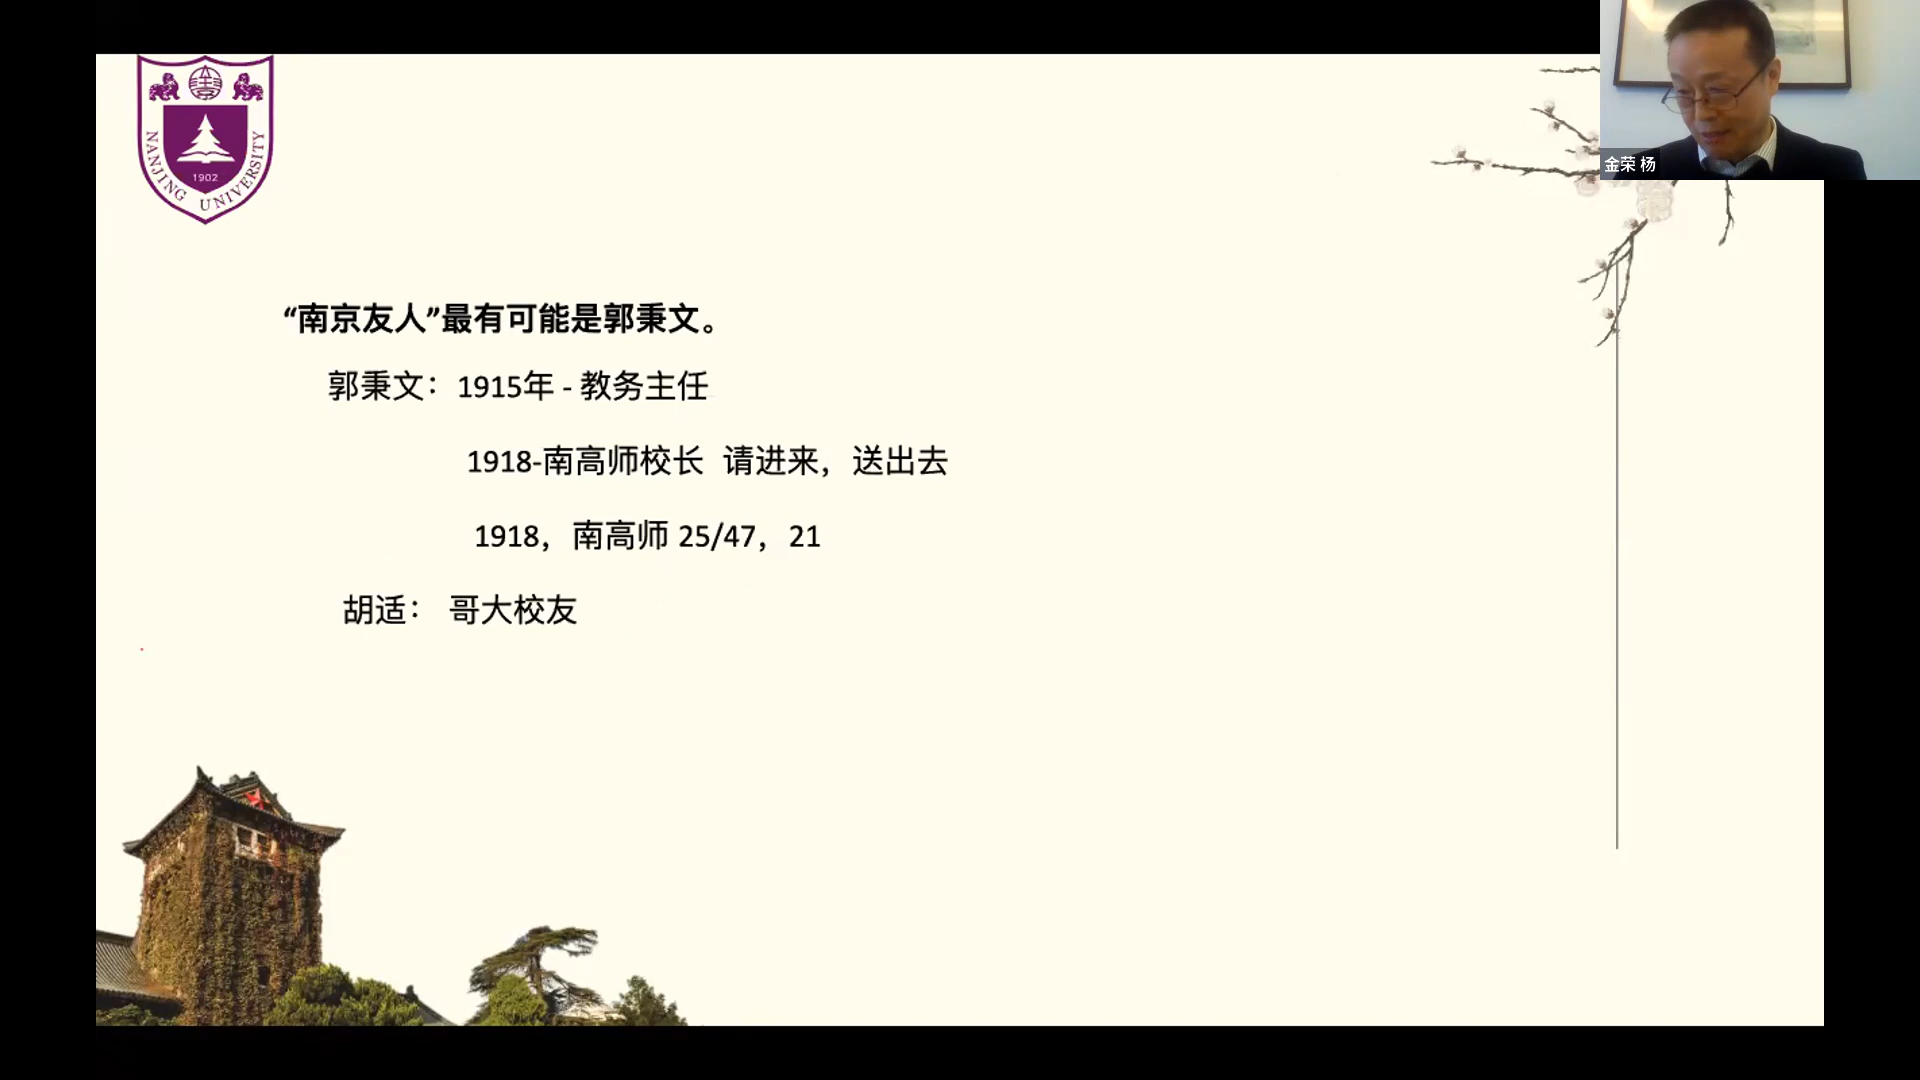 NANJING UNIVERSITY
1902
金荣 杨
“南京友人”最有可能是郭秉文。
郭秉文：1915年 - 教务主任
1918-南高师校长 请进来，送出去
1918，南高师 25/47，21
胡适： 哥大校友